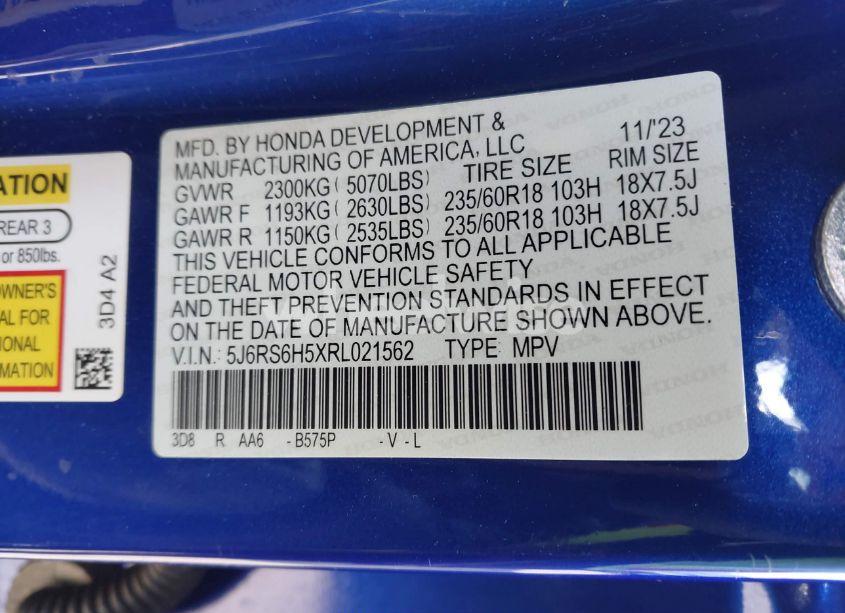 ATION
REAR 3
or 850lbs.
OWNER'S
AL FOR
IONAL
MATION
3D4 A2
MFD. BY HONDA DEVELOPMENT &
MANUFACTURING OF AMERICA, LLC
11/'23
GVWR 2300KG ( 5070LBS) TIRE SIZE RIM SIZE
GAWR F 1193KG ( 2630LBS) 235/60R18 103H 18X7.5J
GAWR R 1150KG ( 2535LBS) 235/60R18 103H 18X7.5J
THIS VEHICLE CONFORMS TO ALL APPLICABLE
FEDERAL MOTOR VEHICLE SAFETY
AND THEFT PREVENTION STANDARDS IN EFFECT
ON THE DATE OF MANUFACTURE SHOWN ABOVE.
V.I.N.: 5J6RS6H5XRL021562 TYPE: MPV
3D8 R AA6 -B575P -V - L